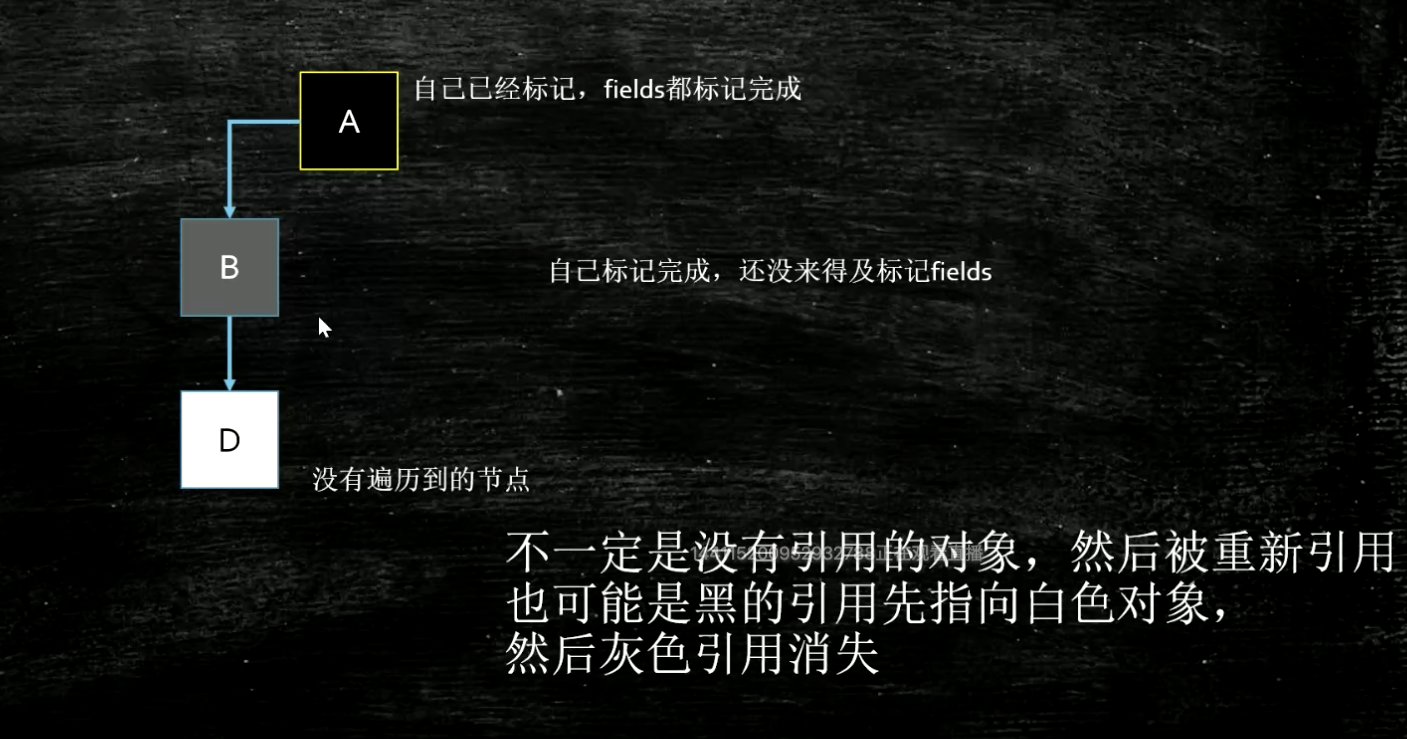 A
自己已经标记，fields都标记完成
B
自己标记完成，还没来得及标记fields
D
没有遍历到的节点
不一定是没有引用的对象，然后被重新引用
也可能是黑的引用先指向白色对象，
然后灰色引用消失